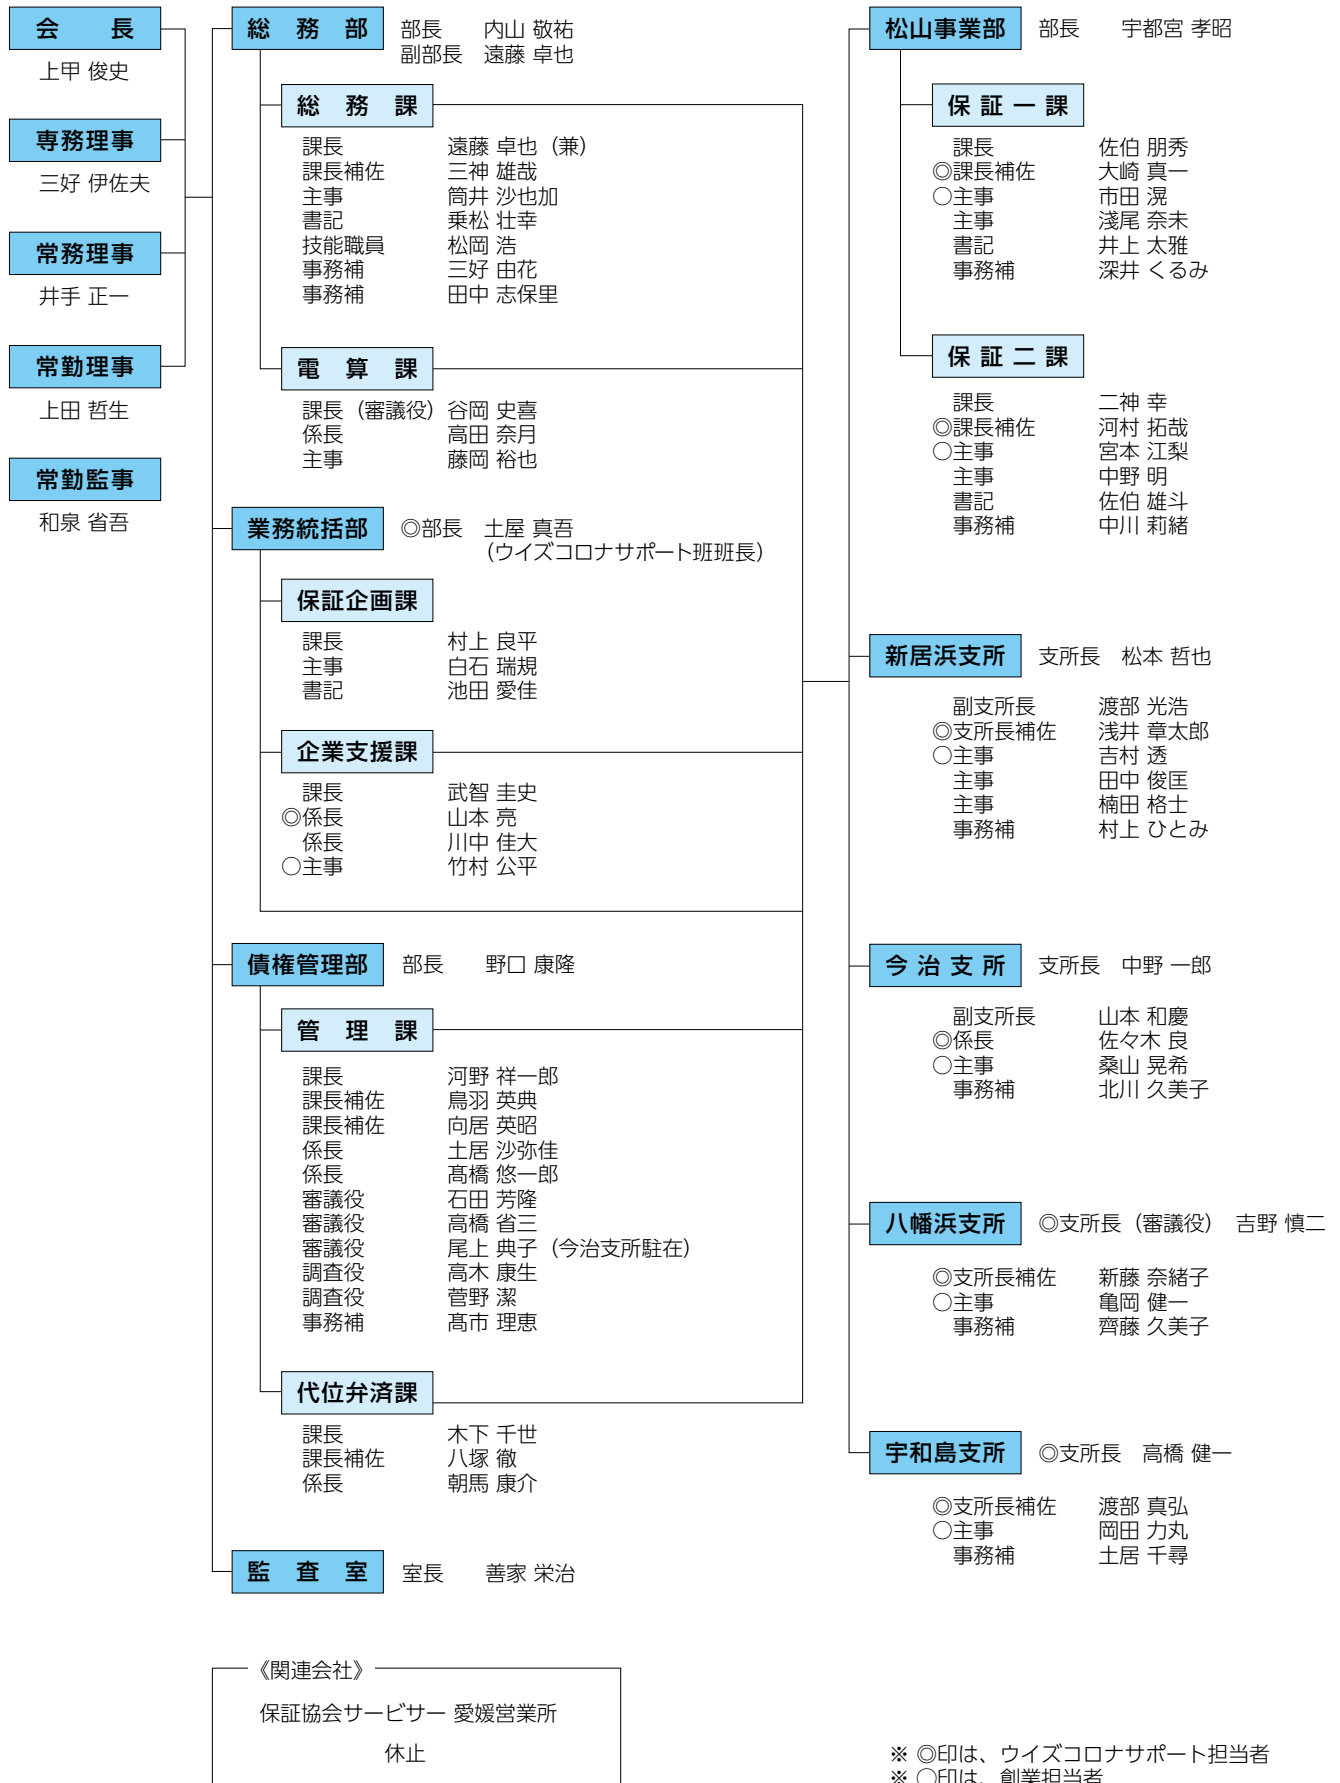 会　長
上甲 俊史
専務理事
三好 伊佐夫
常務理事
井手 正一
常勤理事
上田 哲生
常勤監事
和泉 省吾
総 務 部　部長　内山 敬祐
副部長　遠藤 卓也
総 務 課
課長　遠藤 卓也（兼）
課長補佐　三神 雄哉
主事　筒井 沙也加
書記　乗松 壮幸
技能職員　松岡 浩
事務補　三好 由花
事務補　田中 志保里
電 算 課
課長（審議役）谷岡 史喜
係長　高田 奈月
主事　藤岡 裕也
業務統括部　◎部長　土屋 真吾
（ウイズコロナサポート班班長）
保証企画課
課長　村上 良平
主事　白石 瑞規
書記　池田 愛佳
企業支援課
課長　武智 圭史
◎係長　山本 亮
係長　川中 佳大
○主事　竹村 公平
債権管理部　部長　野口 康隆
管 理 課
課長　河野 祥一郎
課長補佐　鳥羽 英典
課長補佐　向居 英昭
係長　土居 沙弥佳
係長　髙橋 悠一郎
審議役　石田 芳隆
審議役　高橋 省三
審議役　尾上 典子（今治支所駐在）
調査役　高木 康生
調査役　菅野 潔
事務補　髙市 理恵
代位弁済課
課長　木下 千世
課長補佐　八塚 徹
係長　朝馬 康介
監 査 室　室長　善家 栄治
《関連会社》
保証協会サービサー 愛媛営業所
休止
松山事業部　部長　宇都宮 孝昭
保 証 一 課
課長　佐伯 朋秀
◎課長補佐　大崎 真一
○主事　市田 滉
主事　淺尾 奈未
書記　井上 太雅
事務補　深井 くるみ
保 証 二 課
課長　二神 幸
◎課長補佐　河村 拓哉
○主事　宮本 江梨
主事　中野 明
書記　佐伯 雄斗
事務補　中川 莉緒
新居浜支所　支所長　松本 哲也
副支所長　渡部 光浩
◎支所長補佐　浅井 章太郎
○主事　吉村 透
主事　田中 俊匡
主事　楠田 格士
事務補　村上 ひとみ
今 治 支 所　支所長　中野 一郎
副支所長　山本 和慶
◎係長　佐々木 良
○主事　桑山 晃希
事務補　北川 久美子
八幡浜支所　◎支所長（審議役）　吉野 慎二
◎支所長補佐　新藤 奈緒子
○主事　亀岡 健一
事務補　齊藤 久美子
宇和島支所　◎支所長　高橋 健一
◎支所長補佐　渡部 真弘
○主事　岡田 力丸
事務補　土居 千尋
※ ◎印は、ウイズコロナサポート担当者
※ ○印は、創業担当者